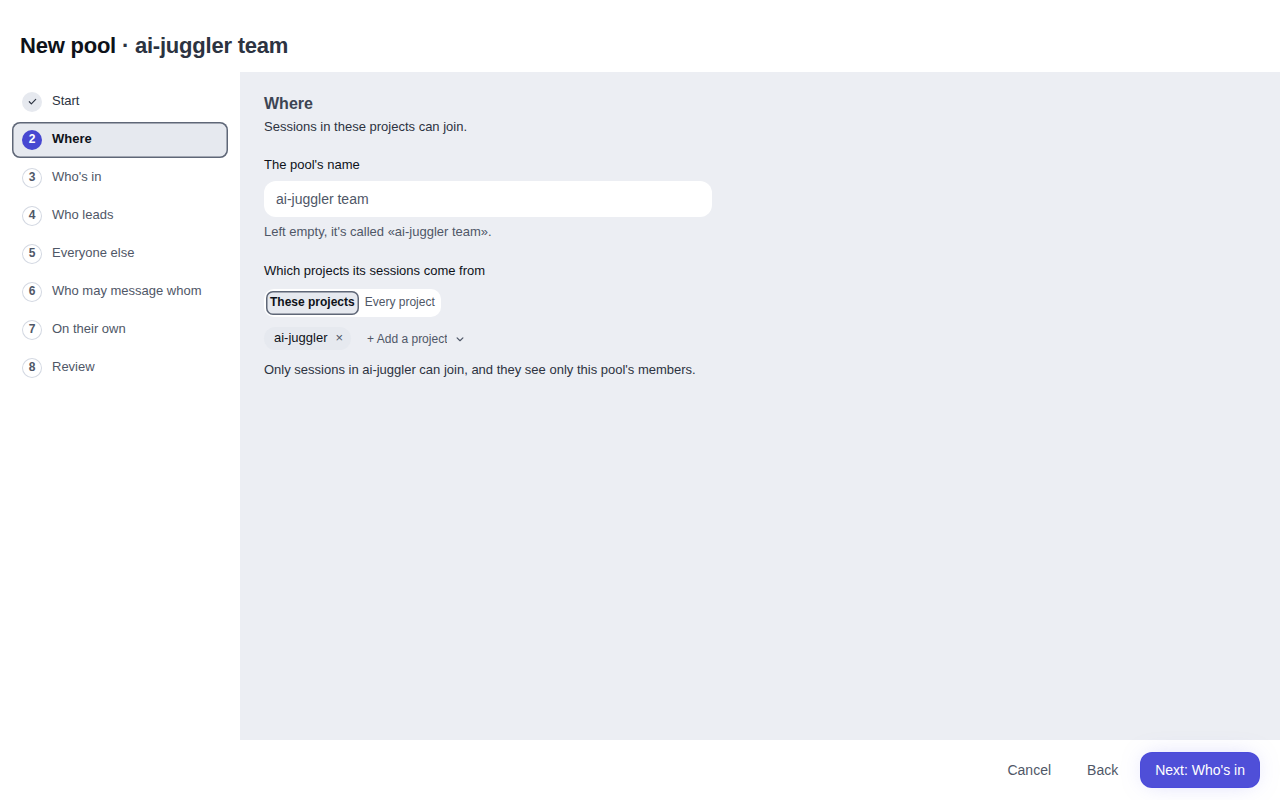 New pool · ai-juggler team
Start
2 Where
3 Who's in
4 Who leads
5 Everyone else
6 Who may message whom
7 On their own
8 Review
Where
Sessions in these projects can join.
The pool's name
ai-juggler team
Left empty, it's called «ai-juggler team».
Which projects its sessions come from
These projects Every project
ai-juggler × + Add a project
Only sessions in ai-juggler can join, and they see only this pool's members.
Cancel Back Next: Who's in